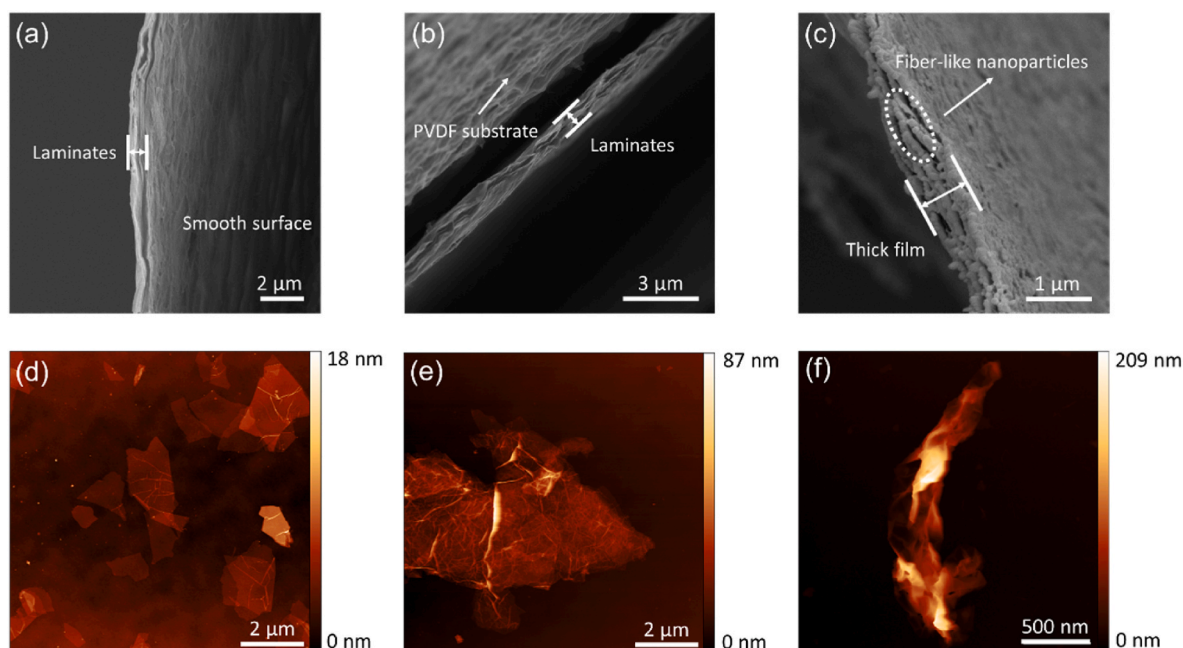 (a)
Laminates
Smooth surface
2 μm
(b)
PVDF substrate
Laminates
3 μm
(c)
Fiber-like nanoparticles
Thick film
1 μm
(d)
18 nm
2 μm
0 nm
(e)
87 nm
2 μm
0 nm
(f)
209 nm
500 nm
0 nm